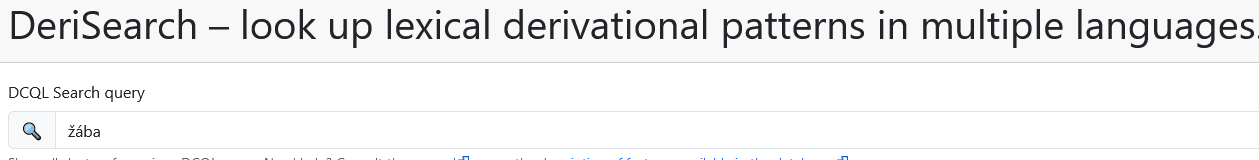 DeriSearch – look up lexical derivational patterns in multiple languages.
DCQL Search query
žába